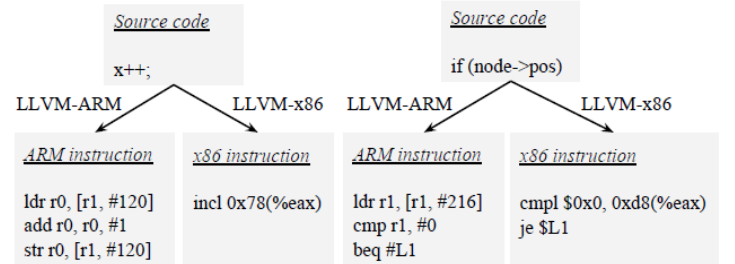 Source code
x++;
LLVM-ARM
LLVM-x86
ARM instruction
ldr r0, [r1, #120]
add r0, r0, #1
str r0, [r1, #120]
x86 instruction
incl 0x78(%eax)
Source code
if (node->pos)
LLVM-ARM
LLVM-x86
ARM instruction
ldr r1, [r1, #216]
cmp r1, #0
beq #L1
x86 instruction
cmpl $0x0, 0xd8(%eax)
je $L1